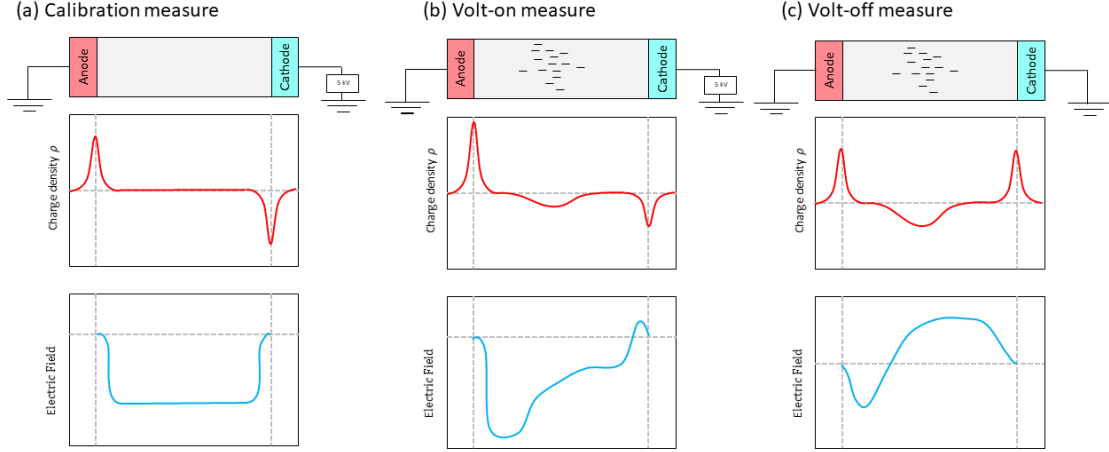 (a) Calibration measure
(b) Volt-on measure
(c) Volt-off measure
Anode
Cathode
5 kV
Anode
Cathode
5 kV
Anode
Cathode
Charge density ρ
Charge density ρ
Charge density ρ
Electric Field
Electric Field
Electric Field